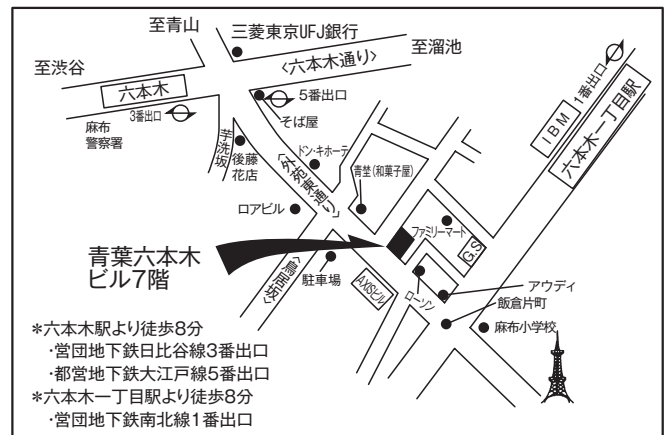 至青山
三菱東京UFJ銀行
至渋谷
〈六本木通り〉
至溜池
六本木
3番出口
麻布
警察署
5番出口
そば屋
芋洗坂
後藤
花店
ドン・キホーテ
〈外苑東通り〉
青埜(和菓子屋)
IBM
1番出口
六本木一丁目駅
ロアビル
ファミリーマート
G.S
青葉六本木
ビル7階
〈鳥居坂〉
駐車場
AXISビル
ローソン
アウディ
飯倉片町
麻布小学校
*六本木駅より徒歩8分
・営団地下鉄日比谷線3番出口
・都営地下鉄大江戸線5番出口
*六本木一丁目駅より徒歩8分
・営団地下鉄南北線1番出口